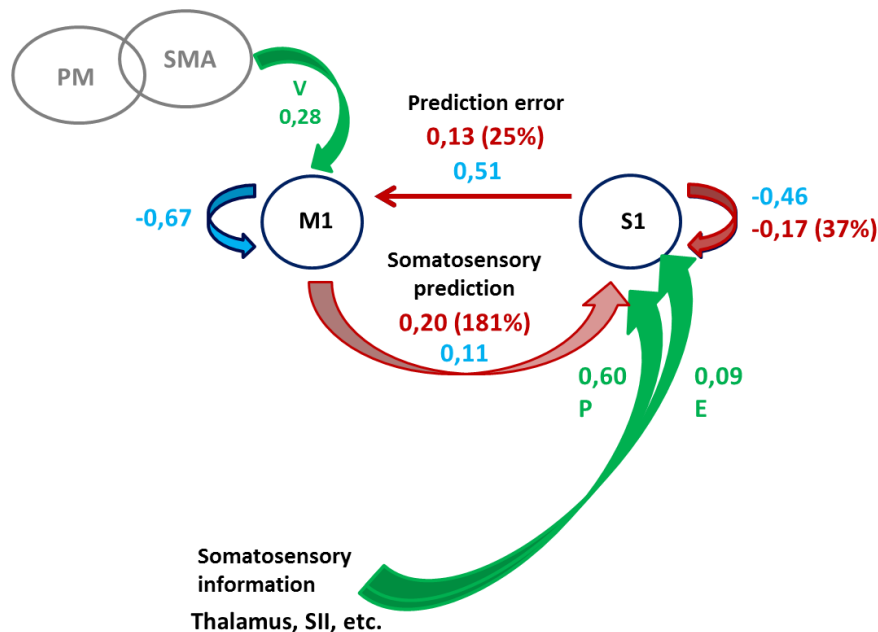 PM
SMA
V
0,28
Prediction error
0,13 (25%)
0,51
-0,67
M1
S1
-0,46
-0,17 (37%)
Somatosensory
prediction
0,20 (181%)
0,11
0,60
P
0,09
E
Somatosensory
information
Thalamus, SII, etc.